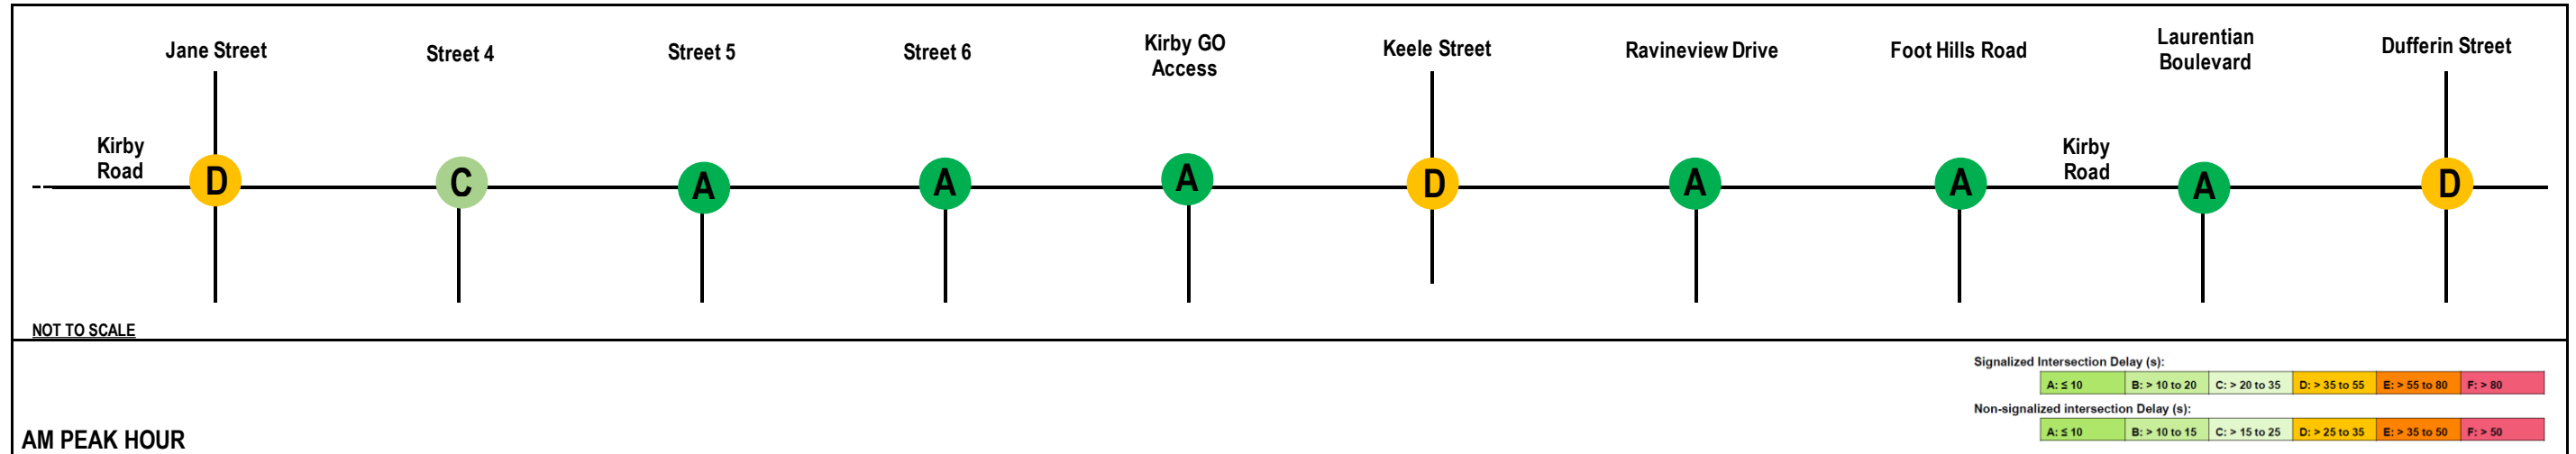 Jane Street
Street 4
Street 5
Street 6
Kirby GO
Access
Keele Street
Ravineview Drive
Foot Hills Road
Laurentian
Boulevard
Dufferin Street
Kirby
Road
Kirby
Road
D
C
A
A
A
D
A
A
A
D
NOT TO SCALE
Signalized Intersection Delay (s):
A: ≤ 10 B: > 10 to 20 C: > 20 to 35 D: > 35 to 55 E: > 55 to 80 F: > 80
Non-signalized intersection Delay (s):
A: ≤ 10 B: > 10 to 15 C: > 15 to 25 D: > 25 to 35 E: > 35 to 50 F: > 50
AM PEAK HOUR